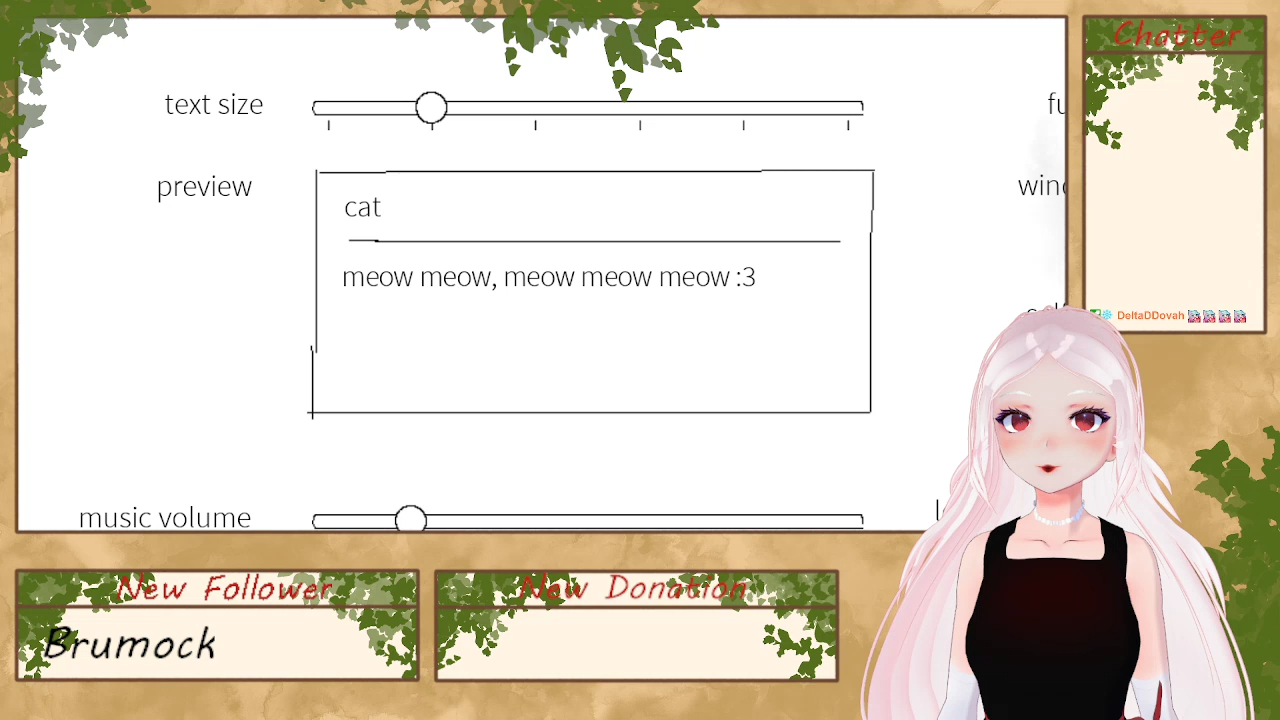 text size
preview
cat
meow meow, meow meow meow :3
music volume
Chatter
DeltaDDovah
New Follower
Brumock
New Donation